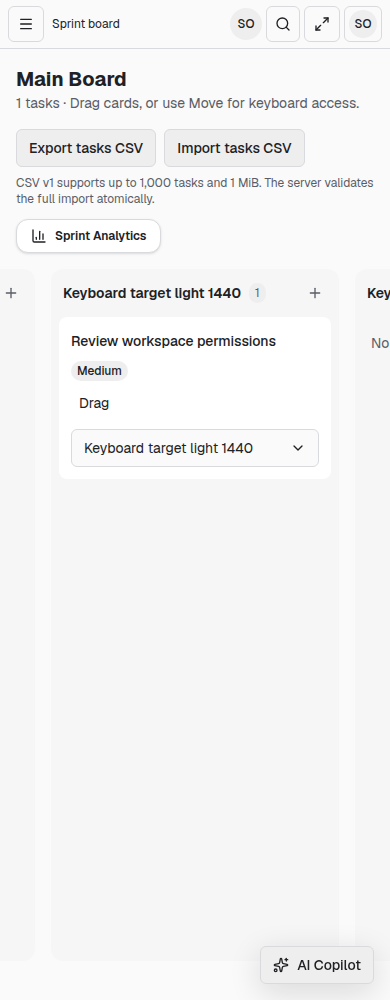 Sprint board
SO
SO
Main Board
1 tasks · Drag cards, or use Move for keyboard access.
Export tasks CSV
Import tasks CSV
CSV v1 supports up to 1,000 tasks and 1 MiB. The server validates
the full import atomically.
Sprint Analytics
Keyboard target light 1440
1
Key
Review workspace permissions
No
Medium
Drag
Keyboard target light 1440
AI Copilot